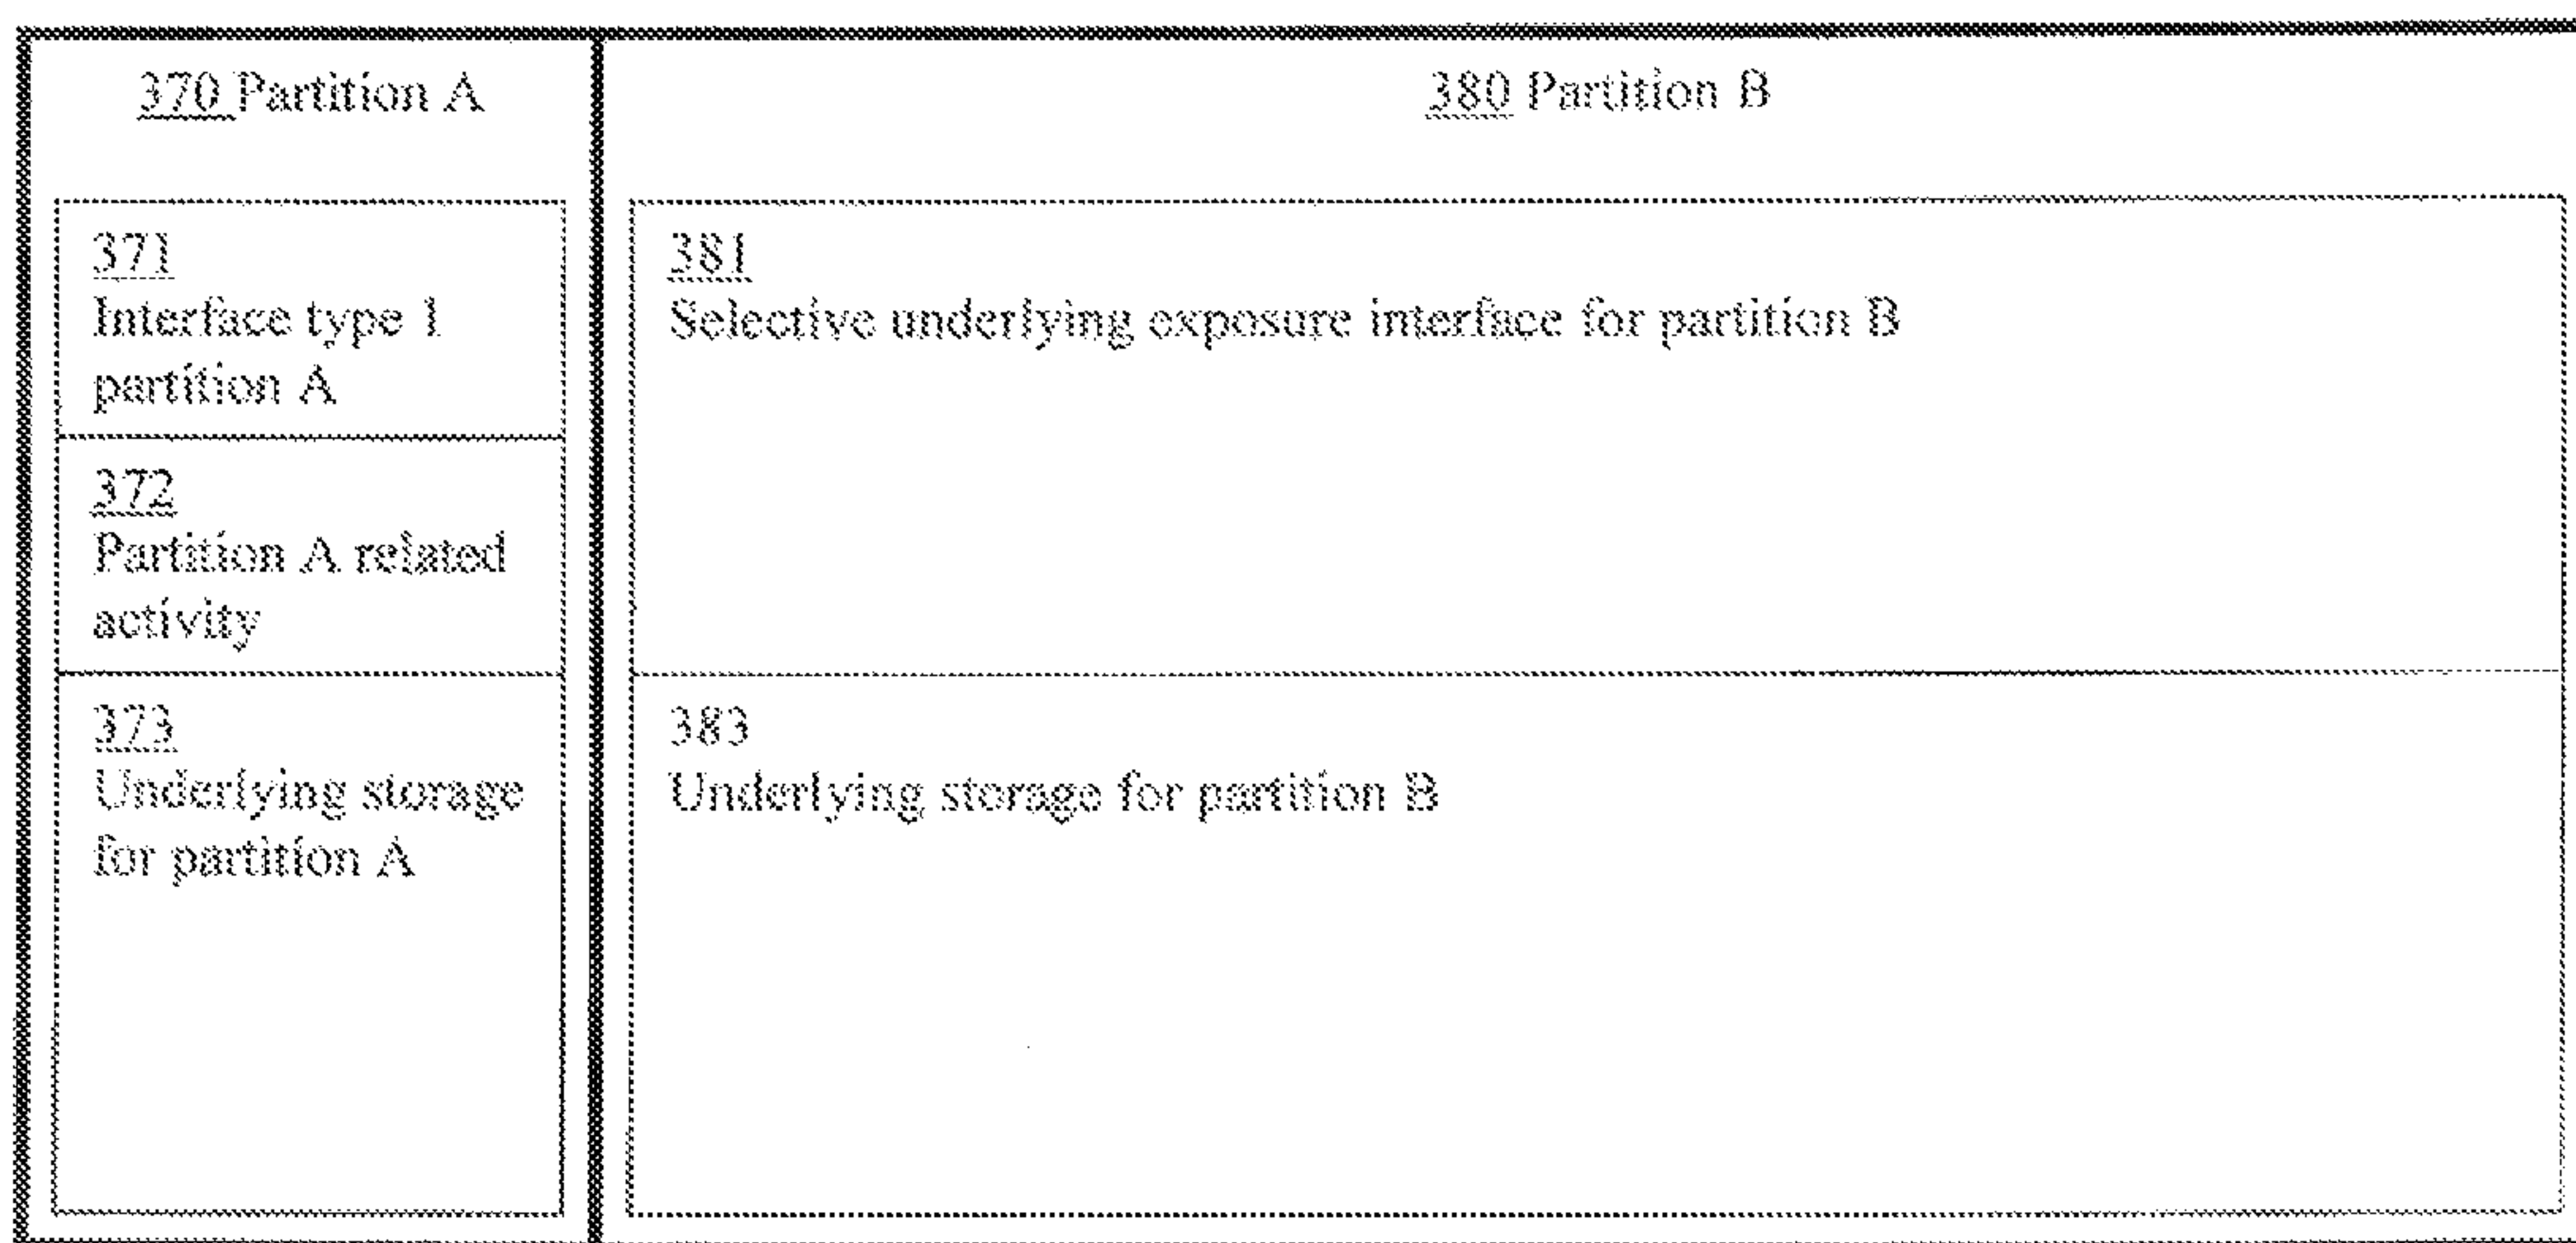 370 Partition A
380 Partition B
371
Interface type 1
partition A
372
Partition A related
activity
373
Underlying storage
for partition A
381
Selective underlying exposure interface for partition B
383
Underlying storage for partition B